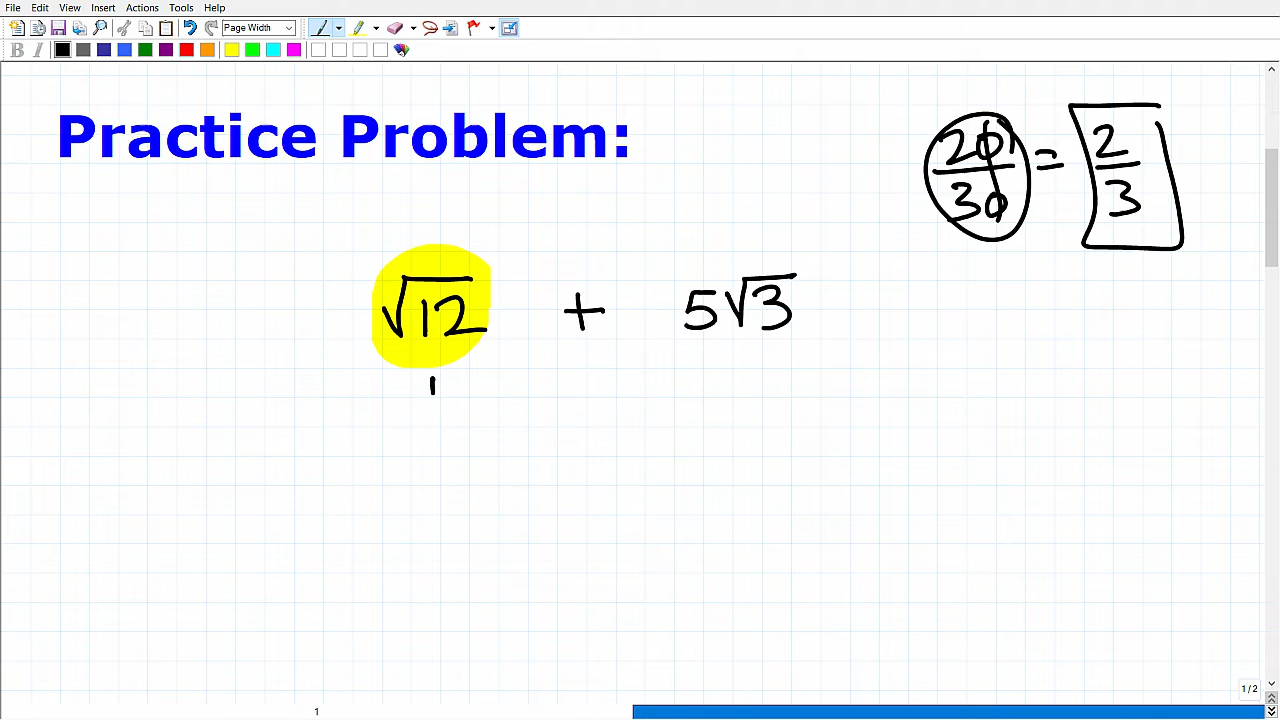 File Edit View Insert Actions Tools Help
Page Width
B I
Practice Problem:
20/30 = 2/3
√12 + 5√3
1/2
1